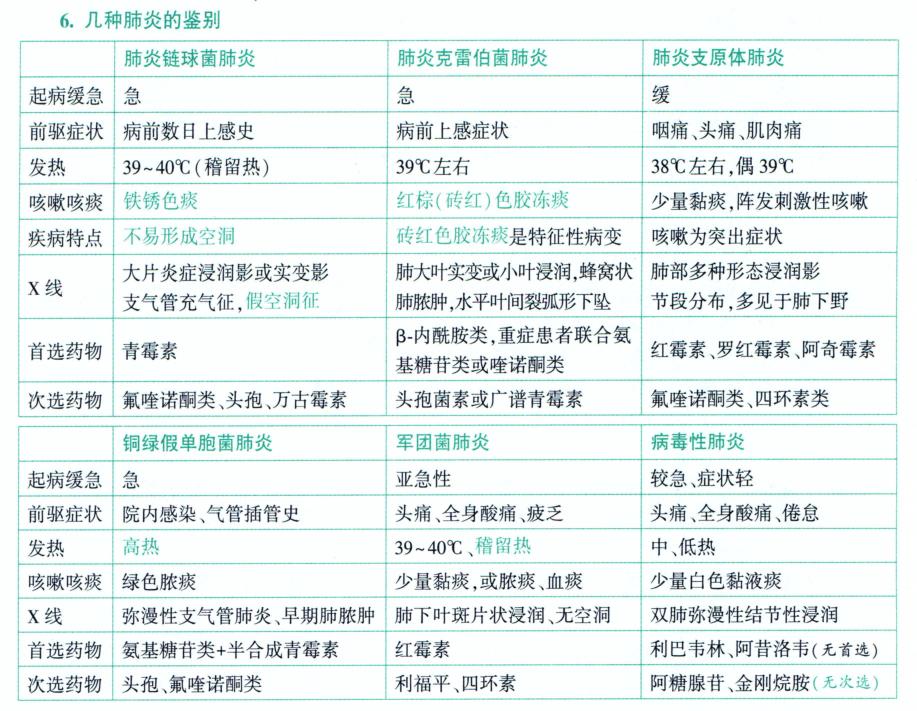 6. 几种肺炎的鉴别
肺炎链球菌肺炎 肺炎克雷伯菌肺炎 肺炎支原体肺炎
起病缓急 急 急 缓
前驱症状 病前数日上感史 病前上感症状 咽痛、头痛、肌肉痛
发热 39~40℃(稽留热) 39℃左右 38℃左右,偶39℃
咳嗽咳痰 铁锈色痰 红棕(砖红)色胶冻痰 少量黏痰,阵发刺激性咳嗽
疾病特点 不易形成空洞 砖红色胶冻痰是特征性病变 咳嗽为突出症状
X线 大片炎症浸润影或实变影 肺大叶实变或小叶浸润,蜂窝状 肺部多种形态浸润影
支气管充气征,假空洞征 肺脓肿,水平叶间裂弧形下坠 节段分布,多见于肺下野
首选药物 青霉素 β-内酰胺类,重症患者联合氨 红霉素、罗红霉素、阿奇霉素
基糖苷类或喹诺酮类
次选药物 氟喹诺酮类、头孢、万古霉素 头孢菌素或广谱青霉素 氟喹诺酮类、四环素类
铜绿假单胞菌肺炎 军团菌肺炎 病毒性肺炎
起病缓急 急 亚急性 较急、症状轻
前驱症状 院内感染、气管插管史 头痛、全身酸痛、疲乏 头痛、全身酸痛、倦怠
发热 高热 39~40℃、稽留热 中、低热
咳嗽咳痰 绿色脓痰 少量黏痰,或脓痰、血痰 少量白色黏液痰
X线 弥漫性支气管肺炎、早期肺脓肿 肺下叶斑片状浸润、无空洞 双肺弥漫性结节性浸润
首选药物 氨基糖苷类+半合成青霉素 红霉素 利巴韦林、阿昔洛韦(无首选)
次选药物 头孢、氟喹诺酮类 利福平、四环素 阿糖腺苷、金刚烷胺(无次选)